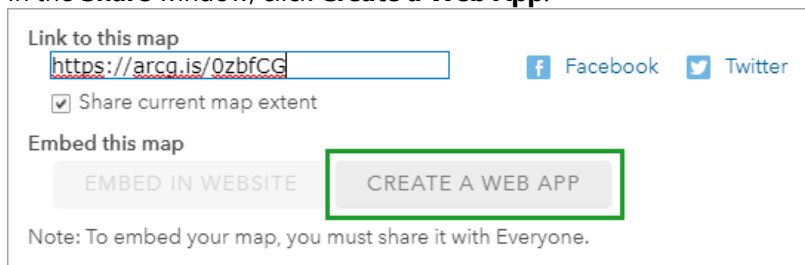 In the Share window, click Create a Web App.
Link to this map
https://arcg.is/0zbfCG
Facebook Twitter
Share current map extent
Embed this map
EMBED IN WEBSITE CREATE A WEB APP
Note: To embed your map, you must share it with Everyone.